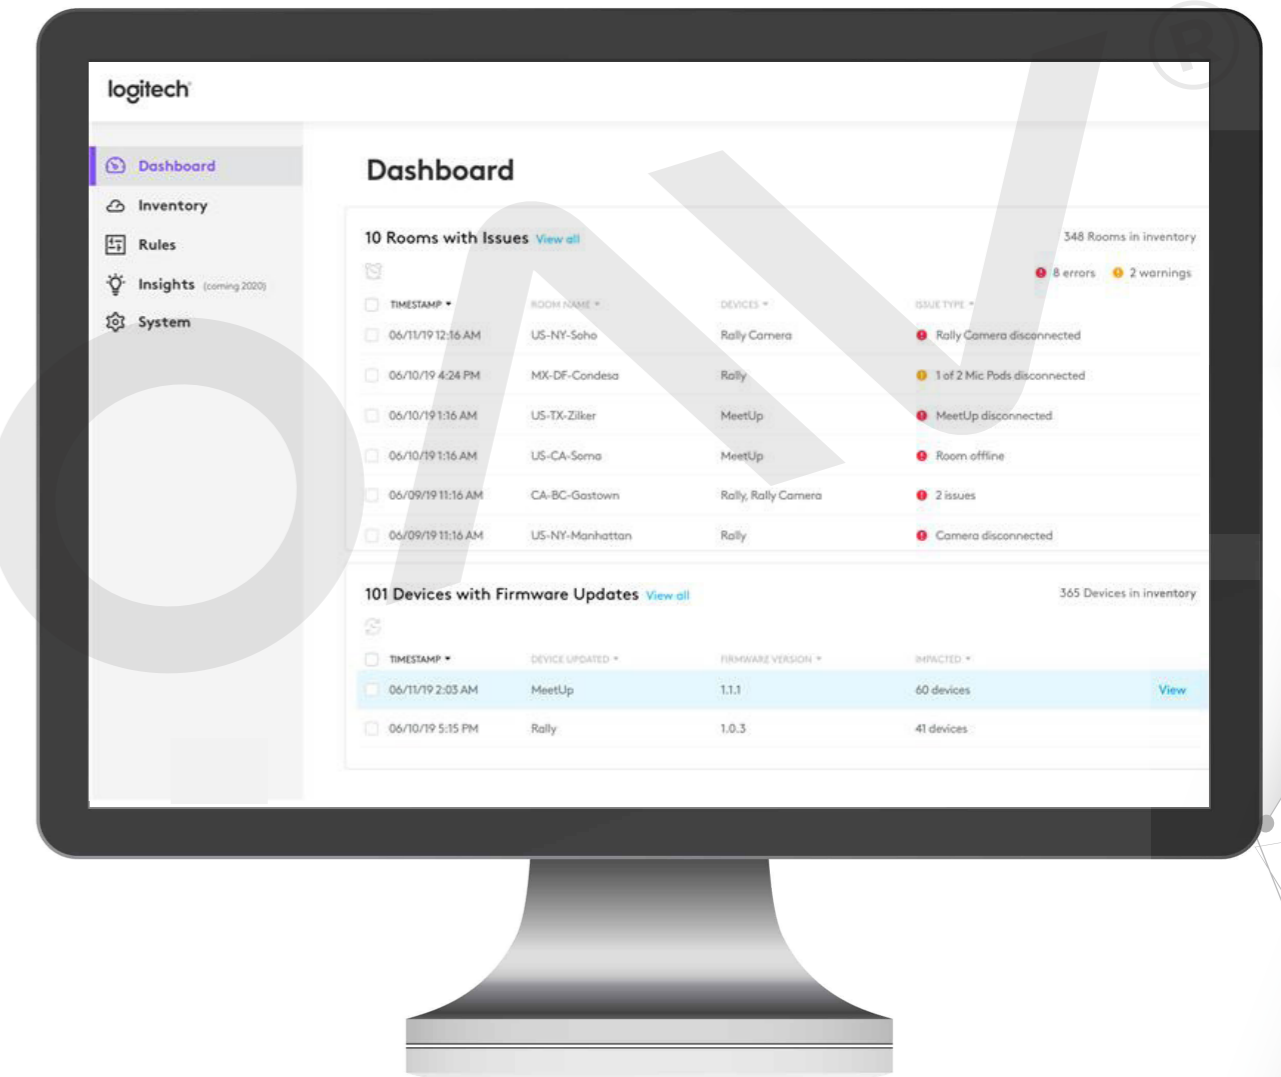 logitech
Dashboard
Inventory
Rules
Insights (coming 2020)
System
Dashboard
10 Rooms with Issues View all
348 Rooms in inventory
8 errors 2 warnings
TIMESTAMP ROOM NAME DEVICES ISSUE TYPE
06/11/19 12:16 AM US-NY-Soho Rally Camera Rally Camera disconnected
06/10/19 4:24 PM MX-DF-Condesa Rally 1 of 2 Mic Pods disconnected
06/10/19 1:16 AM US-TX-Zilker MeetUp MeetUp disconnected
06/10/19 1:16 AM US-CA-Soma MeetUp Room offline
06/09/19 11:16 AM CA-BC-Gastown Rally, Rally Camera 2 issues
06/09/19 11:16 AM US-NY-Manhattan Rally Camera disconnected
101 Devices with Firmware Updates View all
365 Devices in inventory
TIMESTAMP DEVICE UPDATED FIRMWARE VERSION IMPACTED
06/11/19 2:03 AM MeetUp 1.1.1 60 devices View
06/10/19 5:15 PM Rally 1.0.3 41 devices